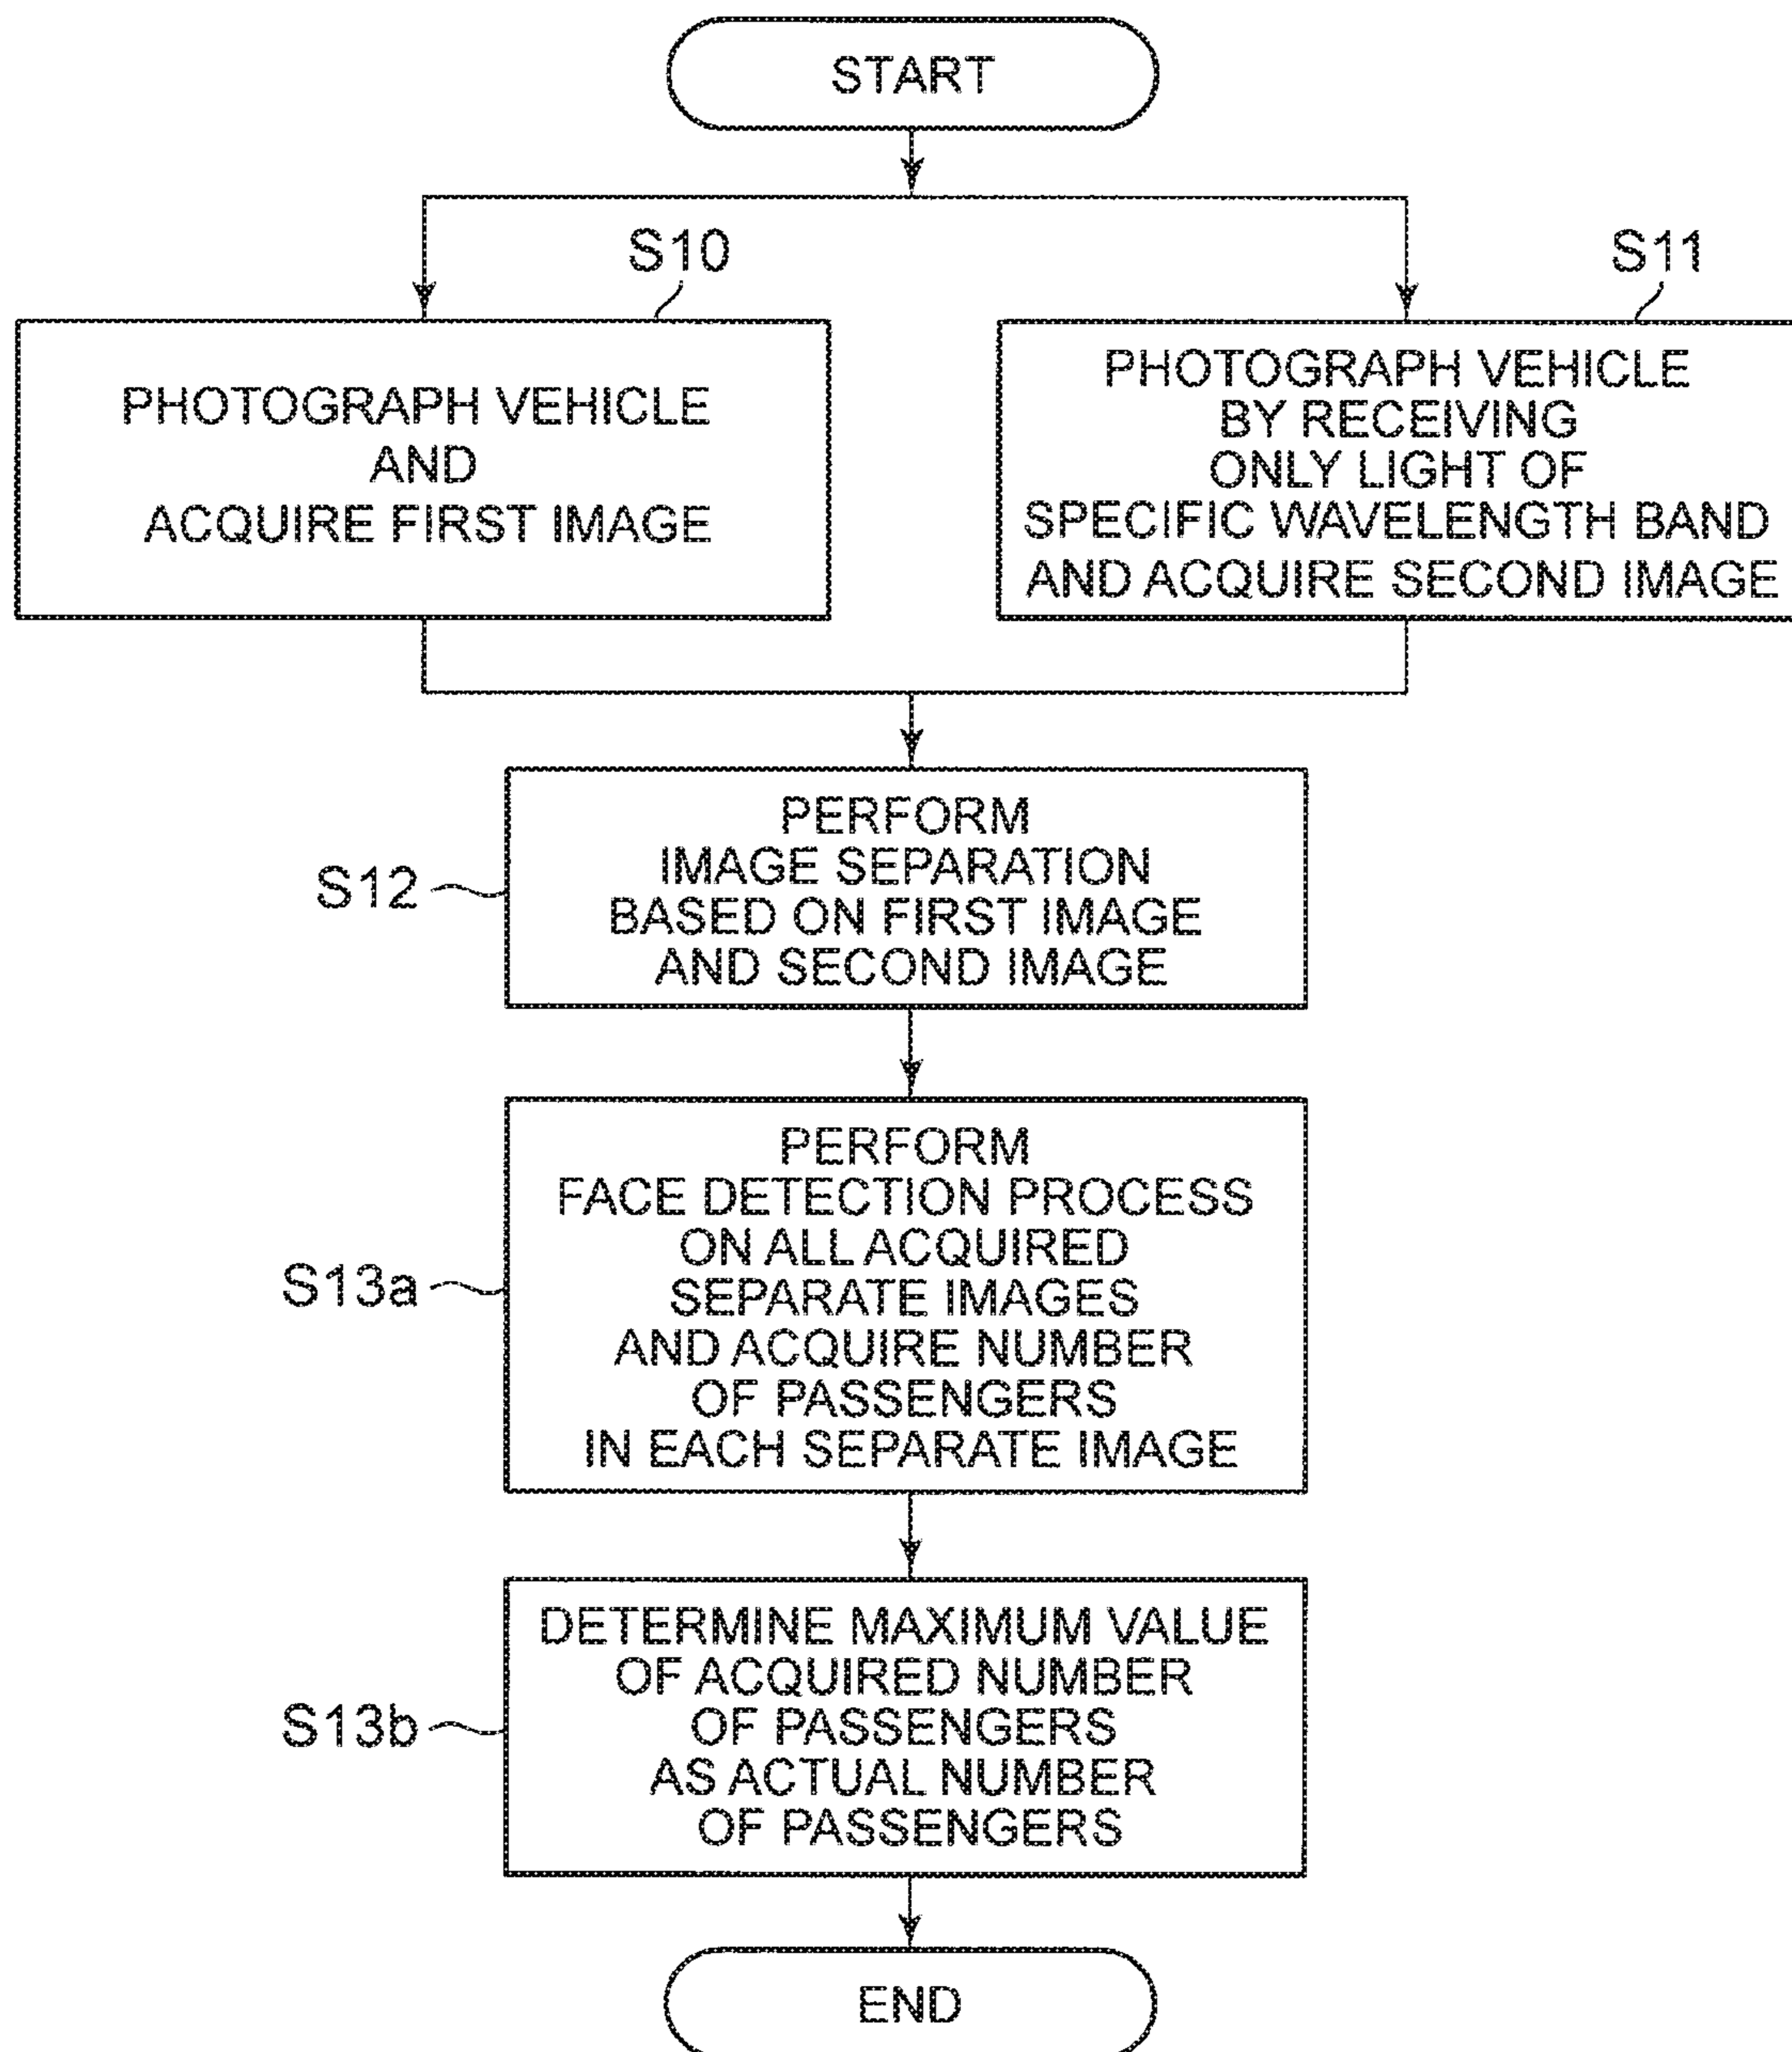 START
S10
PHOTOGRAPH VEHICLE
AND
ACQUIRE FIRST IMAGE
S11
PHOTOGRAPH VEHICLE
BY RECEIVING
ONLY LIGHT OF
SPECIFIC WAVELENGTH BAND
AND ACQUIRE SECOND IMAGE
S12
PERFORM
IMAGE SEPARATION
BASED ON FIRST IMAGE
AND SECOND IMAGE
S13a
PERFORM
FACE DETECTION PROCESS
ON ALL ACQUIRED
SEPARATE IMAGES
AND ACQUIRE NUMBER
OF PASSENGERS
IN EACH SEPARATE IMAGE
S13b
DETERMINE MAXIMUM VALUE
OF ACQUIRED NUMBER
OF PASSENGERS
AS ACTUAL NUMBER
OF PASSENGERS
END